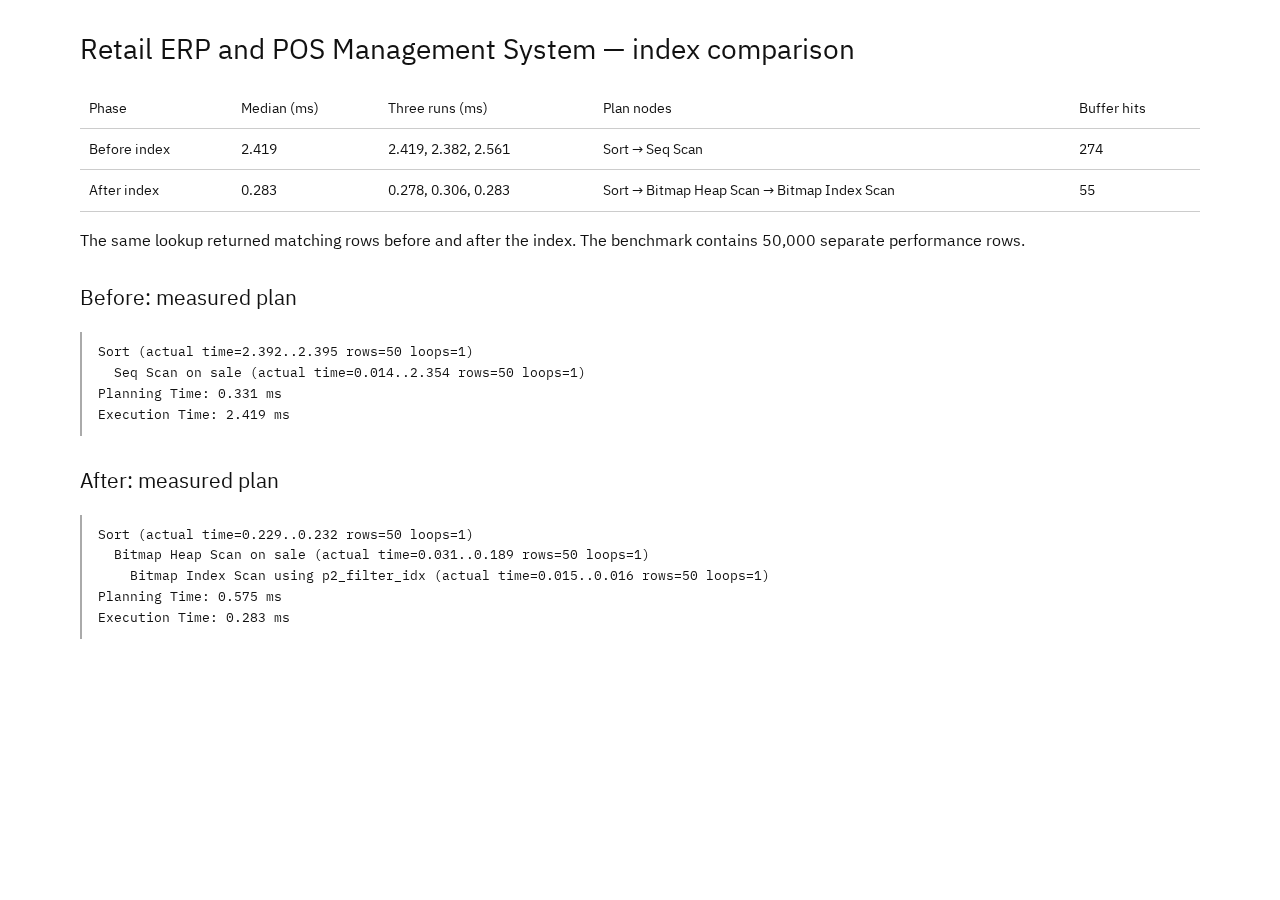 Retail ERP and POS Management System — index comparison
Phase Median (ms) Three runs (ms) Plan nodes Buffer hits
Before index 2.419 2.419, 2.382, 2.561 Sort → Seq Scan 274
After index 0.283 0.278, 0.306, 0.283 Sort → Bitmap Heap Scan → Bitmap Index Scan 55
The same lookup returned matching rows before and after the index. The benchmark contains 50,000 separate performance rows.
Before: measured plan
Sort (actual time=2.392..2.395 rows=50 loops=1)
  Seq Scan on sale (actual time=0.014..2.354 rows=50 loops=1)
Planning Time: 0.331 ms
Execution Time: 2.419 ms
After: measured plan
Sort (actual time=0.229..0.232 rows=50 loops=1)
  Bitmap Heap Scan on sale (actual time=0.031..0.189 rows=50 loops=1)
    Bitmap Index Scan using p2_filter_idx (actual time=0.015..0.016 rows=50 loops=1)
Planning Time: 0.575 ms
Execution Time: 0.283 ms